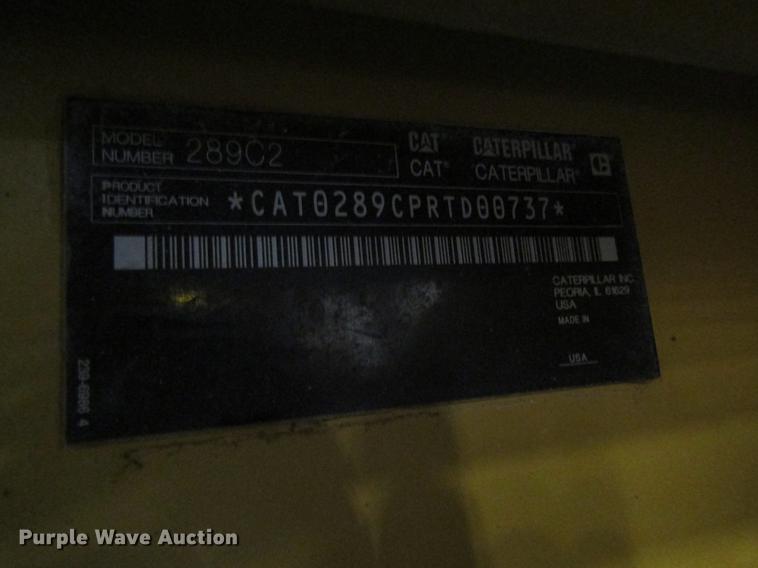 MODEL NUMBER 289C2
CAT CATERPILLAR
CAT® CATERPILLAR®
PRODUCT
IDENTIFICATION
NUMBER
*CAT0289CPRTD00737*
CATERPILLAR INC.
PEORIA, IL 61629
USA
MADE IN
USA
Purple Wave Auction